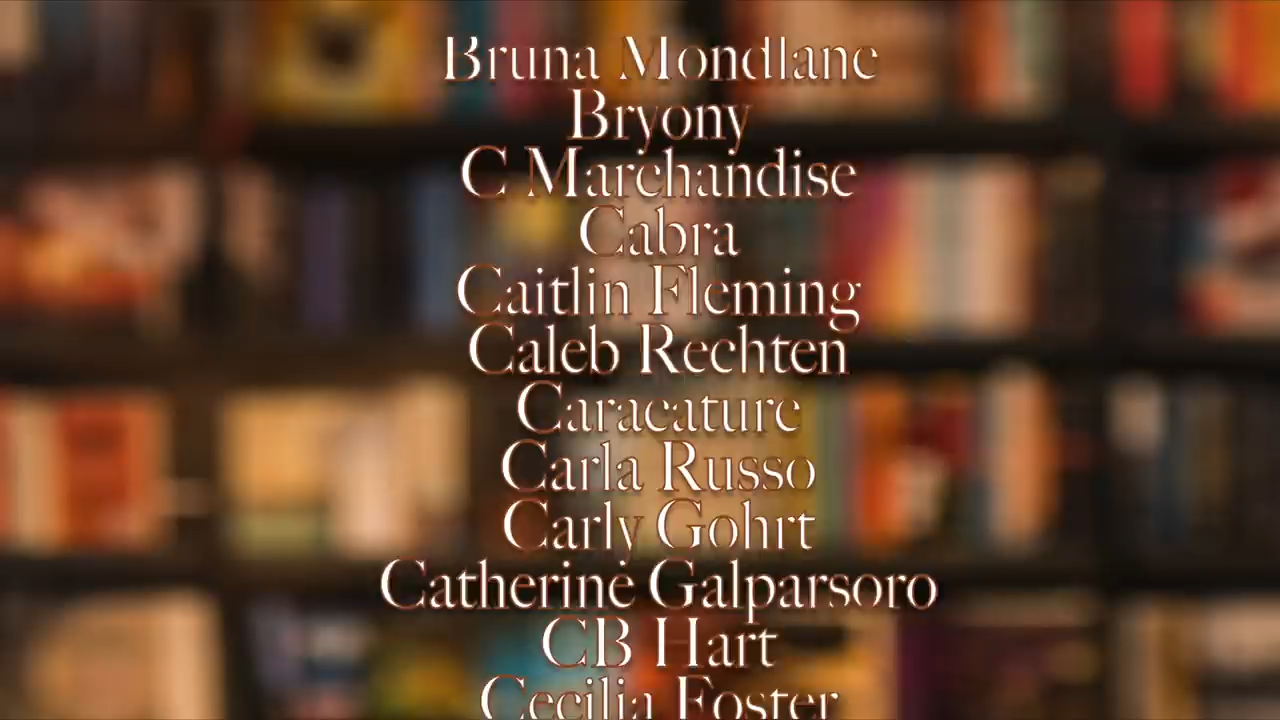 Bruna Mondlane
Bryony
C Marchandise
Cabra
Caitlin Fleming
Caleb Rechten
Caracature
Carla Russo
Carly Gohrt
Catherine Galparsoro
CB Hart
Cecilia Foster